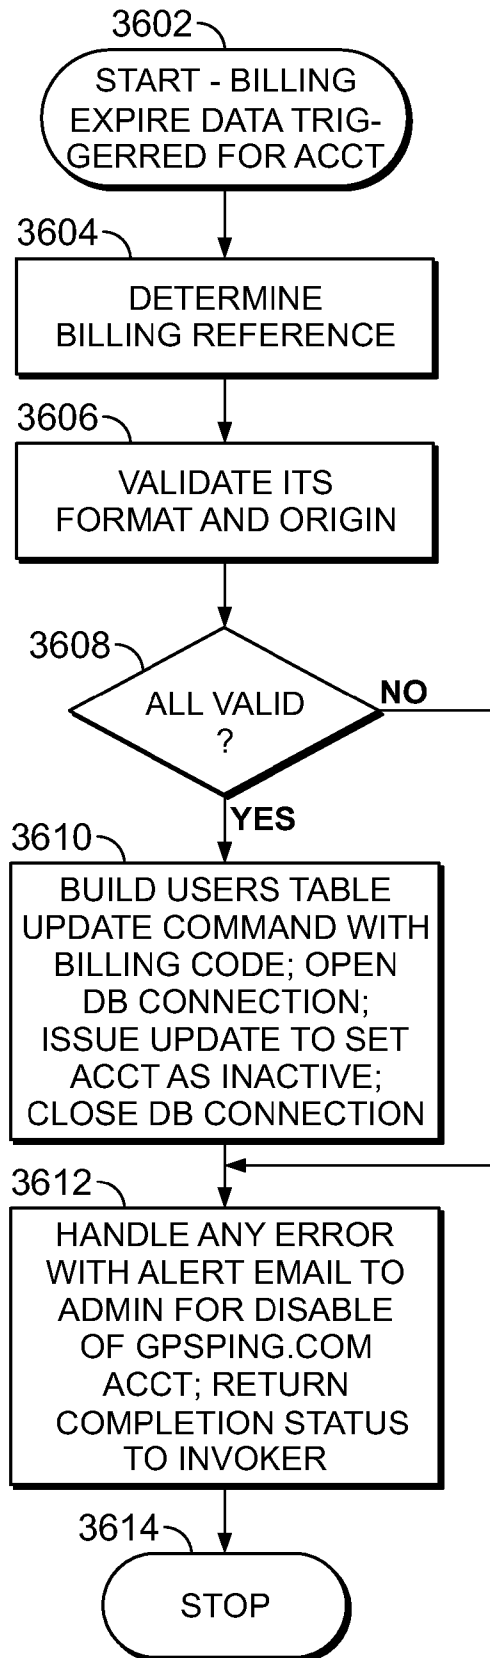 3602
START - BILLING
EXPIRE DATA TRIG-
GERRED FOR ACCT
3604
DETERMINE
BILLING REFERENCE
3606
VALIDATE ITS
FORMAT AND ORIGIN
3608
ALL VALID
?
NO
YES
3610
BUILD USERS TABLE
UPDATE COMMAND WITH
BILLING CODE; OPEN
DB CONNECTION;
ISSUE UPDATE TO SET
ACCT AS INACTIVE;
CLOSE DB CONNECTION
3612
HANDLE ANY ERROR
WITH ALERT EMAIL TO
ADMIN FOR DISABLE
OF GPSPING.COM
ACCT; RETURN
COMPLETION STATUS
TO INVOKER
3614
STOP